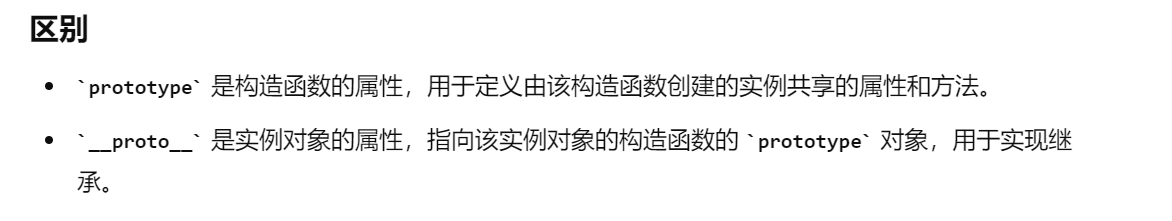 区别
• `prototype` 是构造函数的属性，用于定义由该构造函数创建的实例共享的属性和方法。
• `__proto__` 是实例对象的属性，指向该实例对象的构造函数的 `prototype` 对象，用于实现继
承。